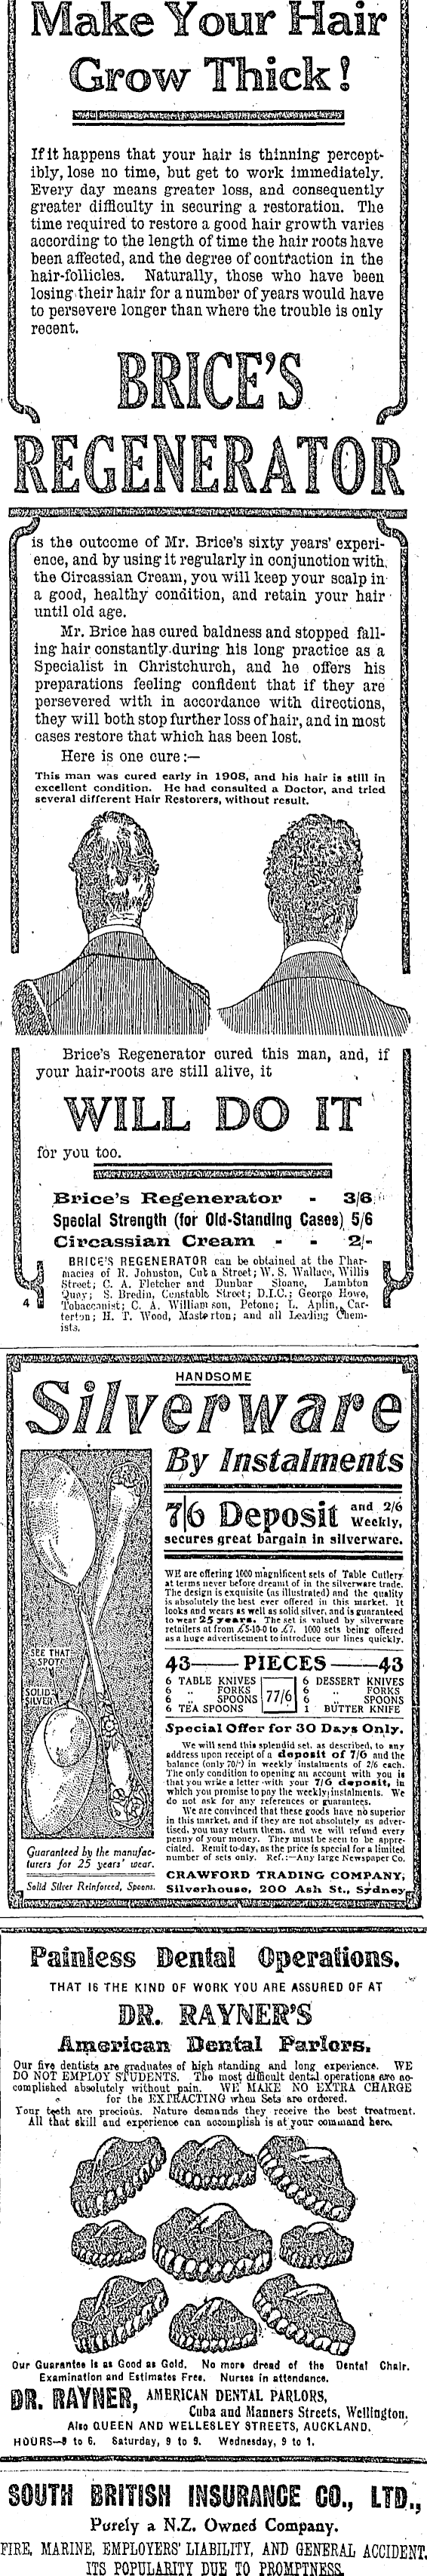 Make Your Hair
Grow Thick!
If it happens that your hair is thinning percept-
ibly, lose no time, but get to work immediately.
Every day means greater loss, and consequently
greater difficulty in securing a restoration. The
time required to restore a good hair growth varies
according to the length of time the hair roots have
been affected, and the degree of contraction in the
hair-follicles. Naturally, those who have been
losing their hair for a number of years would have
to persevere longer than where the trouble is only
recent.
BRICE'S
REGENERATOR
is the outcome of Mr. Brice's sixty years' experi-
ence, and by using it regularly in conjunction with
the Circassian Cream, you will keep your scalp in
a good, healthy condition, and retain your hair
until old age.
Mr. Brice has cured baldness and stopped fall-
ing hair constantly during his long practice as a
Specialist in Christchurch, and he offers his
preparations feeling confident that if they are
persevered with in accordance with directions,
they will both stop further loss of hair, and in most
cases restore that which has been lost.
Here is one cure:—
This man was cured early in 1908, and his hair is still in
excellent condition. He had consulted a Doctor, and tried
several different Hair Restorers, without result.
Brice's Regenerator cured this man, and, if
your hair-roots are still alive, it
WILL DO IT
for you too.
Brice's Regenerator - 3/6
Special Strength (for Old-Standing Cases) 5/6
Circassian Cream - - 2/-
BRICE'S REGENERATOR can be obtained at the Phar-
macies of R. Johnston, Cuba Street; W. S. Wallace, Willis
Street; C. A. Fletcher and Dunbar Sloane, Lambton
Quay; S. Bredin, Constable Street; D.I.C.; George Howe,
Tobacconist; C. A. Williamson, Petone; L. Aplin, Car-
terton; H. T. Wood, Masterton; and all Leading Chem-
ists.
4
HANDSOME
Silverware
By Instalments
7/6 Deposit and 2/6
Weekly,
secures great bargain in silverware.
WE are offering 1000 magnificent sets of Table Cutlery
at terms never before dreamt of in the silverware trade.
The design is exquisite (as illustrated) and the quality
is absolutely the best ever offered in this market. It
looks and wears as well as solid silver, and is guaranteed
to wear 25 years. The set is valued by silverware
retailers at from £5-10-0 to £7. 1000 sets being offered
as a huge advertisement to introduce our lines quickly.
43—PIECES—43
6 TABLE KNIVES
6 " FORKS
6 " SPOONS
6 TEA SPOONS
77/6
6 DESSERT KNIVES
6 " FORKS
6 " SPOONS
1 BUTTER KNIFE
Special Offer for 30 Days Only.
We will send this splendid set, as described, to any
address upon receipt of a deposit of 7/6 and the
balance (only 70/-) in weekly instalments of 2/6 each.
The only condition to opening an account with you is
that you write a letter with your 7/6 deposit, in
which you promise to pay the weekly instalments. We
do not ask for any references or guarantees.
We are convinced that these goods have no superior
in this market, and if they are not absolutely as adver-
tised, you may return them, and we will refund every
penny of your money. They must be seen to be appre-
ciated. Remit to-day, as the price is special for a limited
number of sets only. Ref.:—Any large Newspaper Co.
CRAWFORD TRADING COMPANY,
Silverhouse, 200 Ash St., Sydney
SEE THAT
SPOT
SOLID
SILVER
Guaranteed by the manufac-
turers for 25 years' wear.
Solid Silver Reinforced, Spoons.
Painless Dental Operations.
THAT IS THE KIND OF WORK YOU ARE ASSURED OF AT
DR. RAYNER'S
American Dental Parlors.
Our five dentists are graduates of high standing and long experience. WE
DO NOT EMPLOY STUDENTS. The most difficult dental operations are ac-
complished absolutely without pain. WE MAKE NO EXTRA CHARGE
for the EXTRACTING when Sets are ordered.
Your teeth are precious. Nature demands they receive the best treatment.
All that skill and experience can accomplish is at your command here.
Our Guarantee is as Good as Gold. No more dread of the Dental Chair.
Examination and Estimates Free. Nurses in attendance.
DR. RAYNER, AMERICAN DENTAL PARLORS,
Cuba and Manners Streets, Wellington.
Also QUEEN AND WELLESLEY STREETS, AUCKLAND.
HOURS—9 to 6. Saturday, 9 to 9. Wednesday, 9 to 1.
SOUTH BRITISH INSURANCE CO., LTD.,
Purely a N.Z. Owned Company.
FIRE, MARINE, EMPLOYERS' LIABILITY, AND GENERAL ACCIDENT.
ITS POPULARITY DUE TO PROMPTNESS.